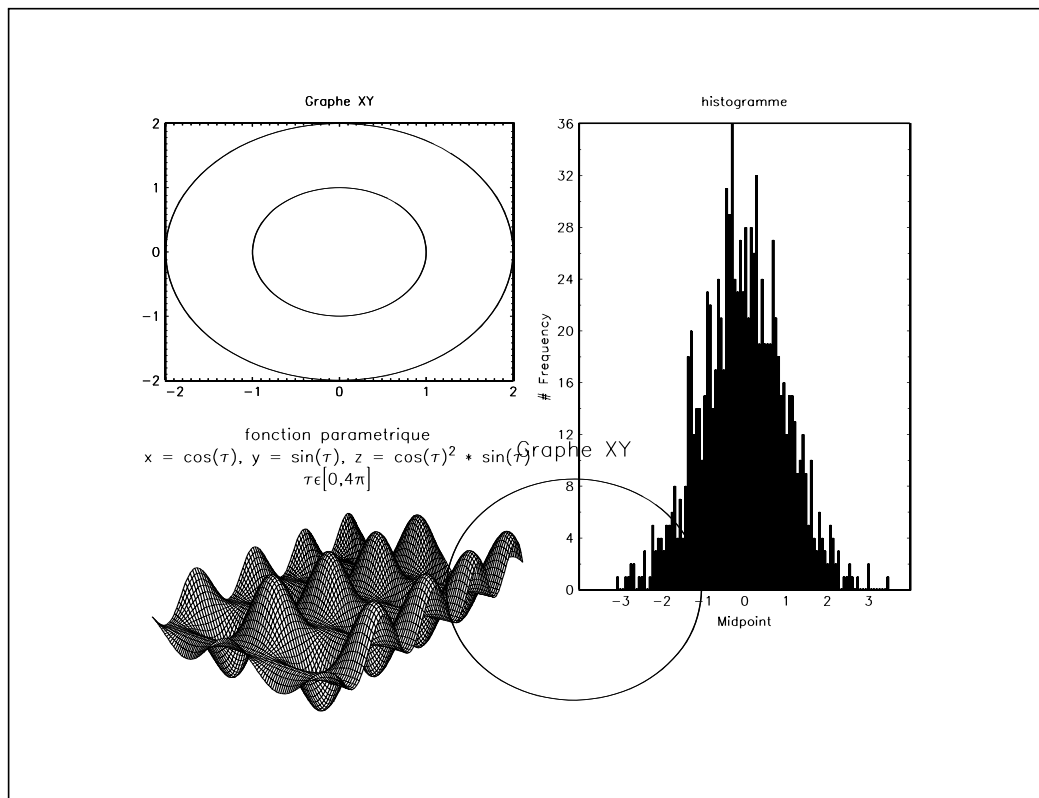 Graphe XY
2
1
0
−1
−2
−2 −1 0 1 2
histogramme
36
32
28
24
20
16
12
8
4
0
# Frequency
−3 −2 −1 0 1 2 3
Midpoint
fonction parametrique
x = cos(τ), y = sin(τ), z = cos(τ)² * sin(τ)
τϵ[0,4π]
Graphe XY